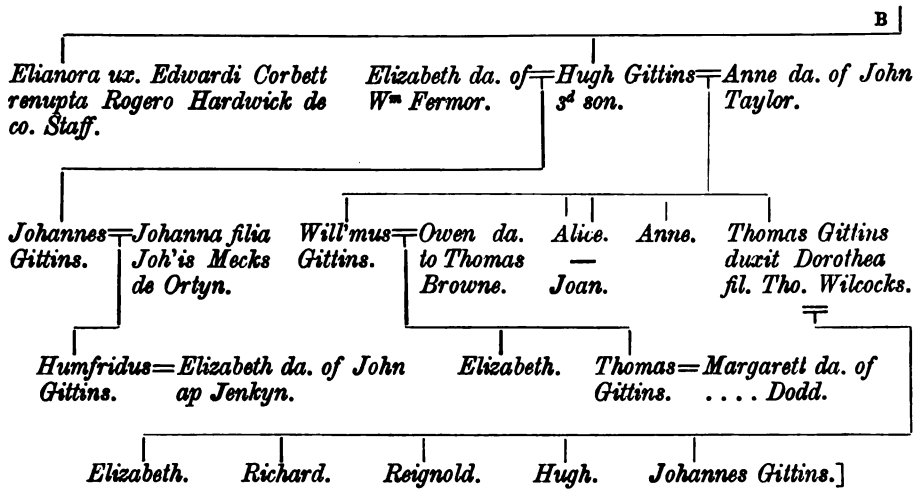 B
Elianora ux. Edwardi Corbett
renupta Rogero Hardwick de
co. Staff.
Elizabeth da. of
Wm Fermor.
Hugh Gittins
3d son.
Anne da. of John
Taylor.
Johannes
Gittins.
Johanna filia
Joh'is Mecks
de Ortyn.
Will'mus
Gittins.
Owen da.
to Thomas
Browne.
Alice.
—
Joan.
Anne.
Thomas Gittins
duxit Dorothea
fil. Tho. Wilcocks.
Humfridus=Elizabeth da. of John
Gittins. ap Jenkyn.
Elizabeth.
Thomas=Margarett da. of
Gittins. . . . . Dodd.
Elizabeth. Richard. Reignold. Hugh. Johannes Gittins.]